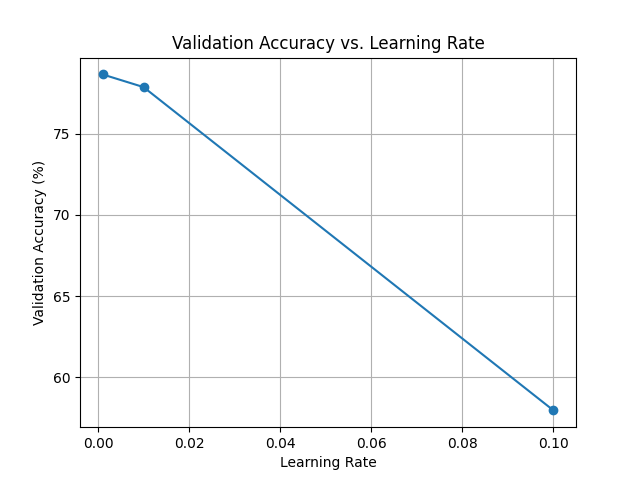 Validation Accuracy vs. Learning Rate
Validation Accuracy (%)
75
70
65
60
0.00 0.02 0.04 0.06 0.08 0.10
Learning Rate